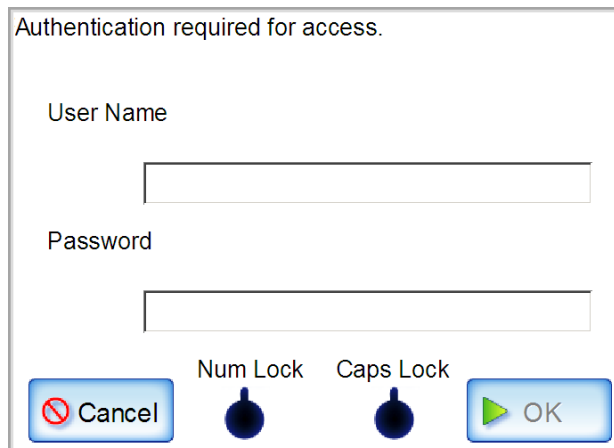 Authentication required for access.
User Name
Password
Num Lock Caps Lock
Cancel OK